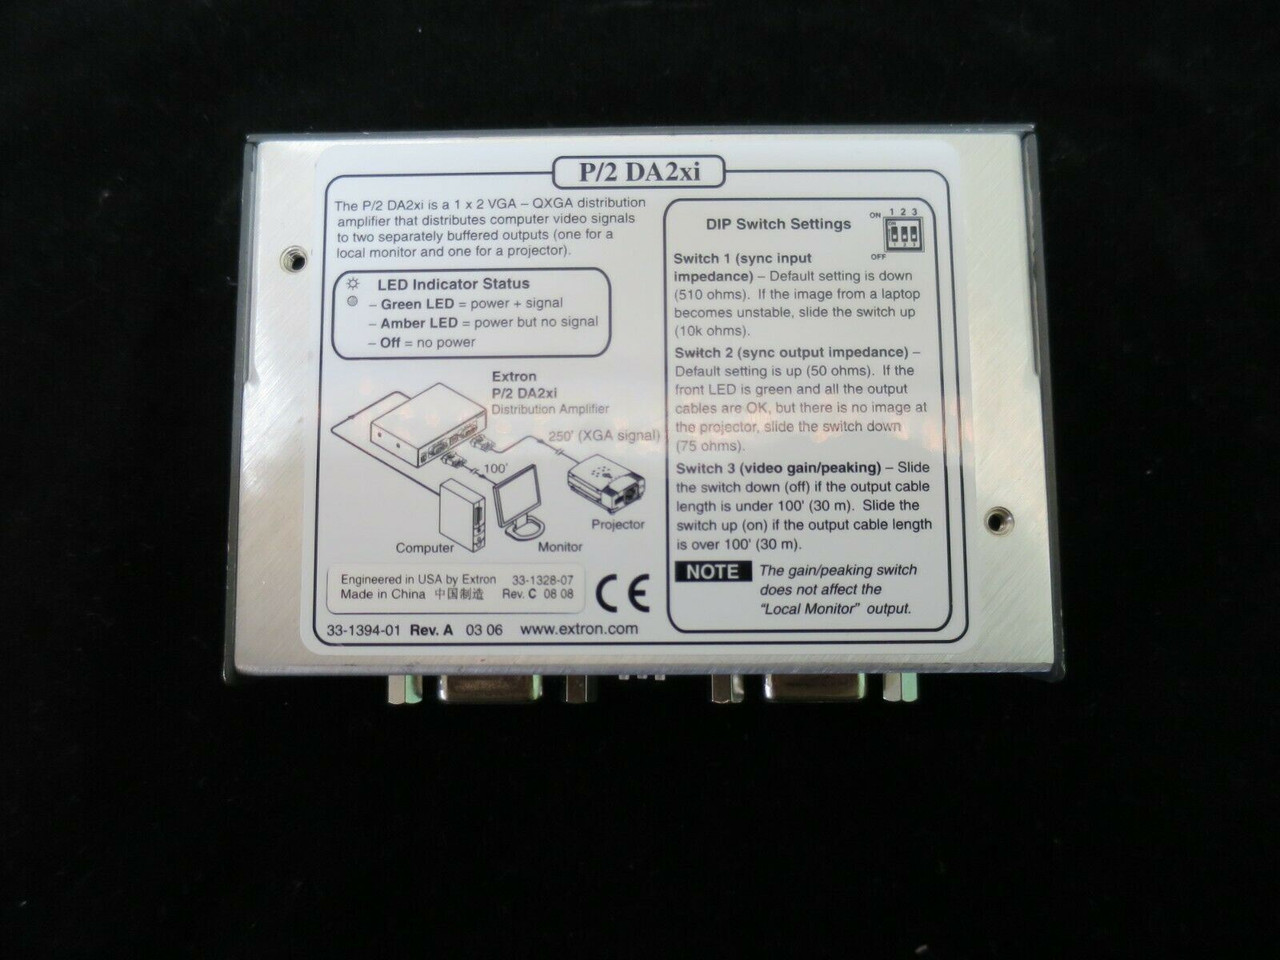 P/2 DA2xi
The P/2 DA2xi is a 1 x 2 VGA – QXGA distribution
amplifier that distributes computer video signals
to two separately buffered outputs (one for a
local monitor and one for a projector).
LED Indicator Status
– Green LED = power + signal
– Amber LED = power but no signal
– Off = no power
Extron
P/2 DA2xi
Distribution Amplifier
250' (XGA signal)
100'
Projector
Computer
Monitor
Engineered in USA by Extron 33-1328-07
Made in China 中国制造 Rev. C 08 08
CE
33-1394-01 Rev. A 03 06 www.extron.com
DIP Switch Settings
ON
1 2 3
ON
1 2 3
OFF
Switch 1 (sync input
impedance) – Default setting is down
(510 ohms). If the image from a laptop
becomes unstable, slide the switch up
(10k ohms).
Switch 2 (sync output impedance) –
Default setting is up (50 ohms). If the
front LED is green and all the output
cables are OK, but there is no image at
the projector, slide the switch down
(75 ohms).
Switch 3 (video gain/peaking) – Slide
the switch down (off) if the output cable
length is under 100' (30 m). Slide the
switch up (on) if the output cable length
is over 100' (30 m).
NOTE The gain/peaking switch
does not affect the
“Local Monitor” output.